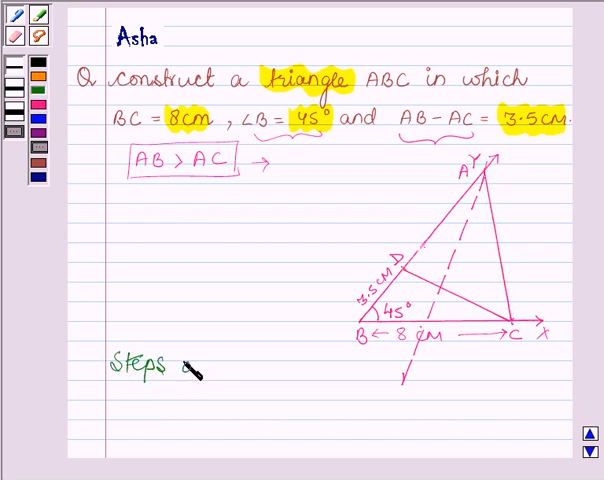 Asha
Q construct a triangle ABC in which
BC = 8cm, ∠B = 45° and AB - AC = 3.5cm.
AB > AC →
A Y
D
3.5cm
45°
B ← 8 cm → C X
Steps